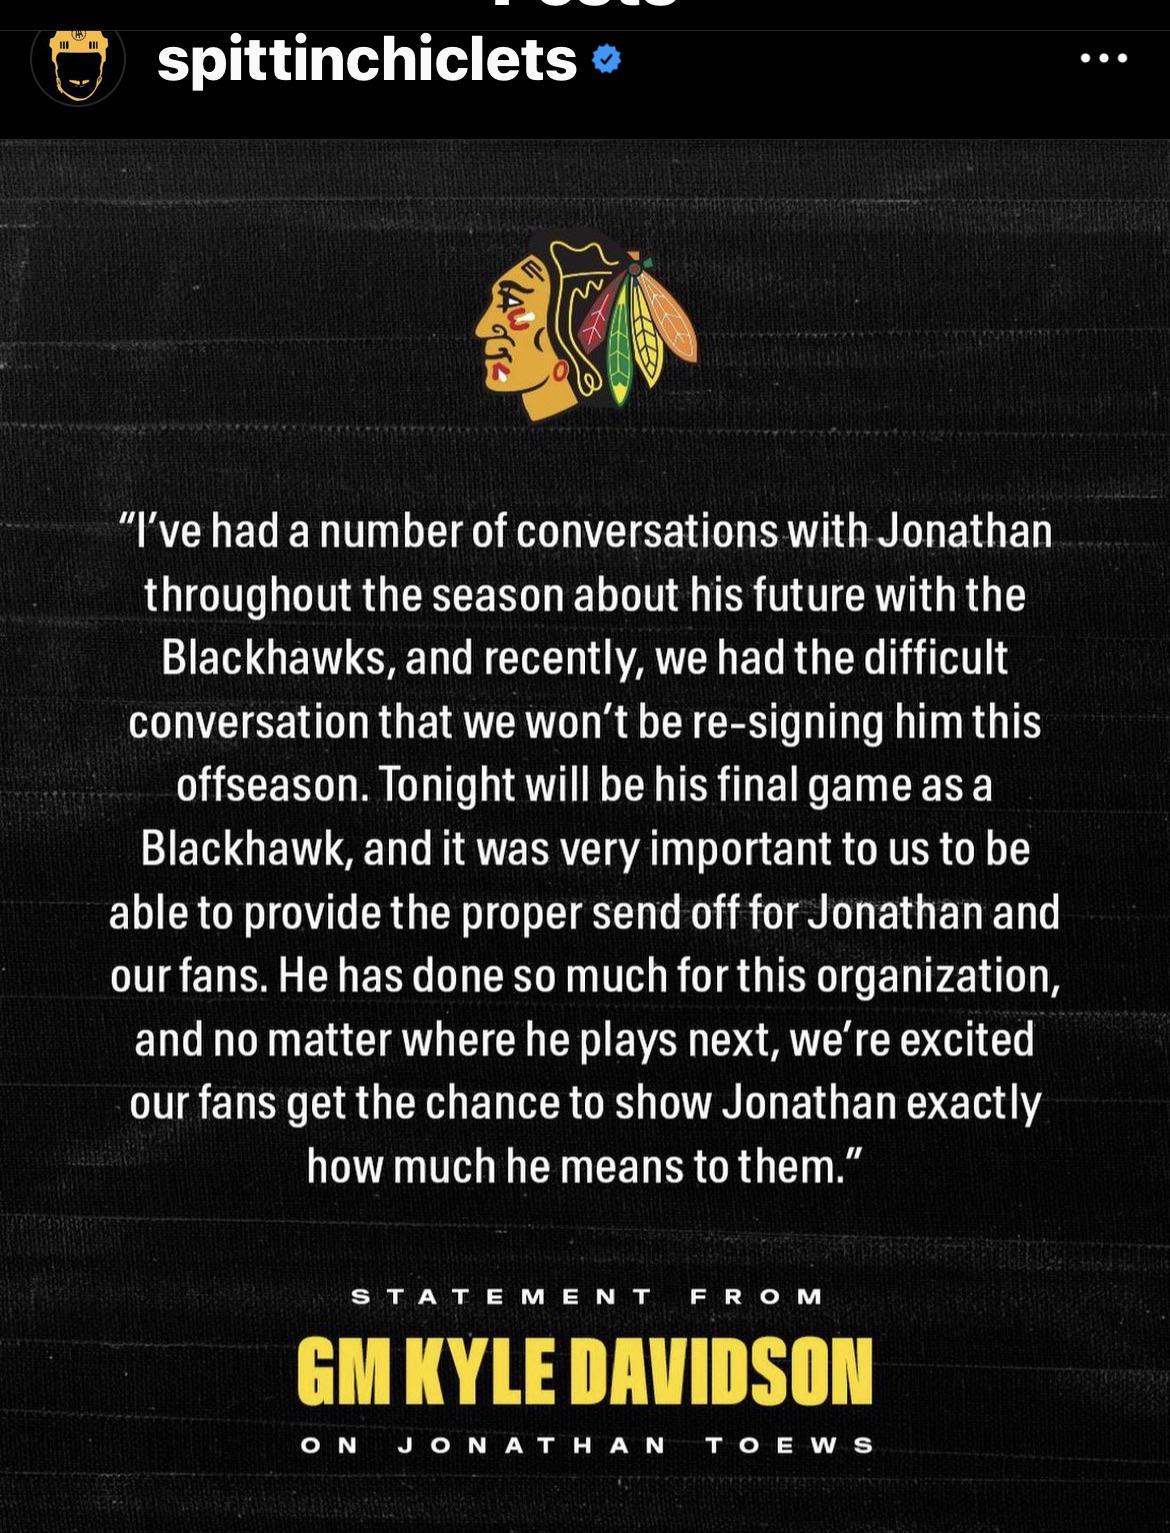 Posts
spittinchiclets
“I’ve had a number of conversations with Jonathan
throughout the season about his future with the
Blackhawks, and recently, we had the difficult
conversation that we won’t be re-signing him this
offseason. Tonight will be his final game as a
Blackhawk, and it was very important to us to be
able to provide the proper send off for Jonathan and
our fans. He has done so much for this organization,
and no matter where he plays next, we’re excited
our fans get the chance to show Jonathan exactly
how much he means to them.”
STATEMENT FROM
GM KYLE DAVIDSON
ON JONATHAN TOEWS